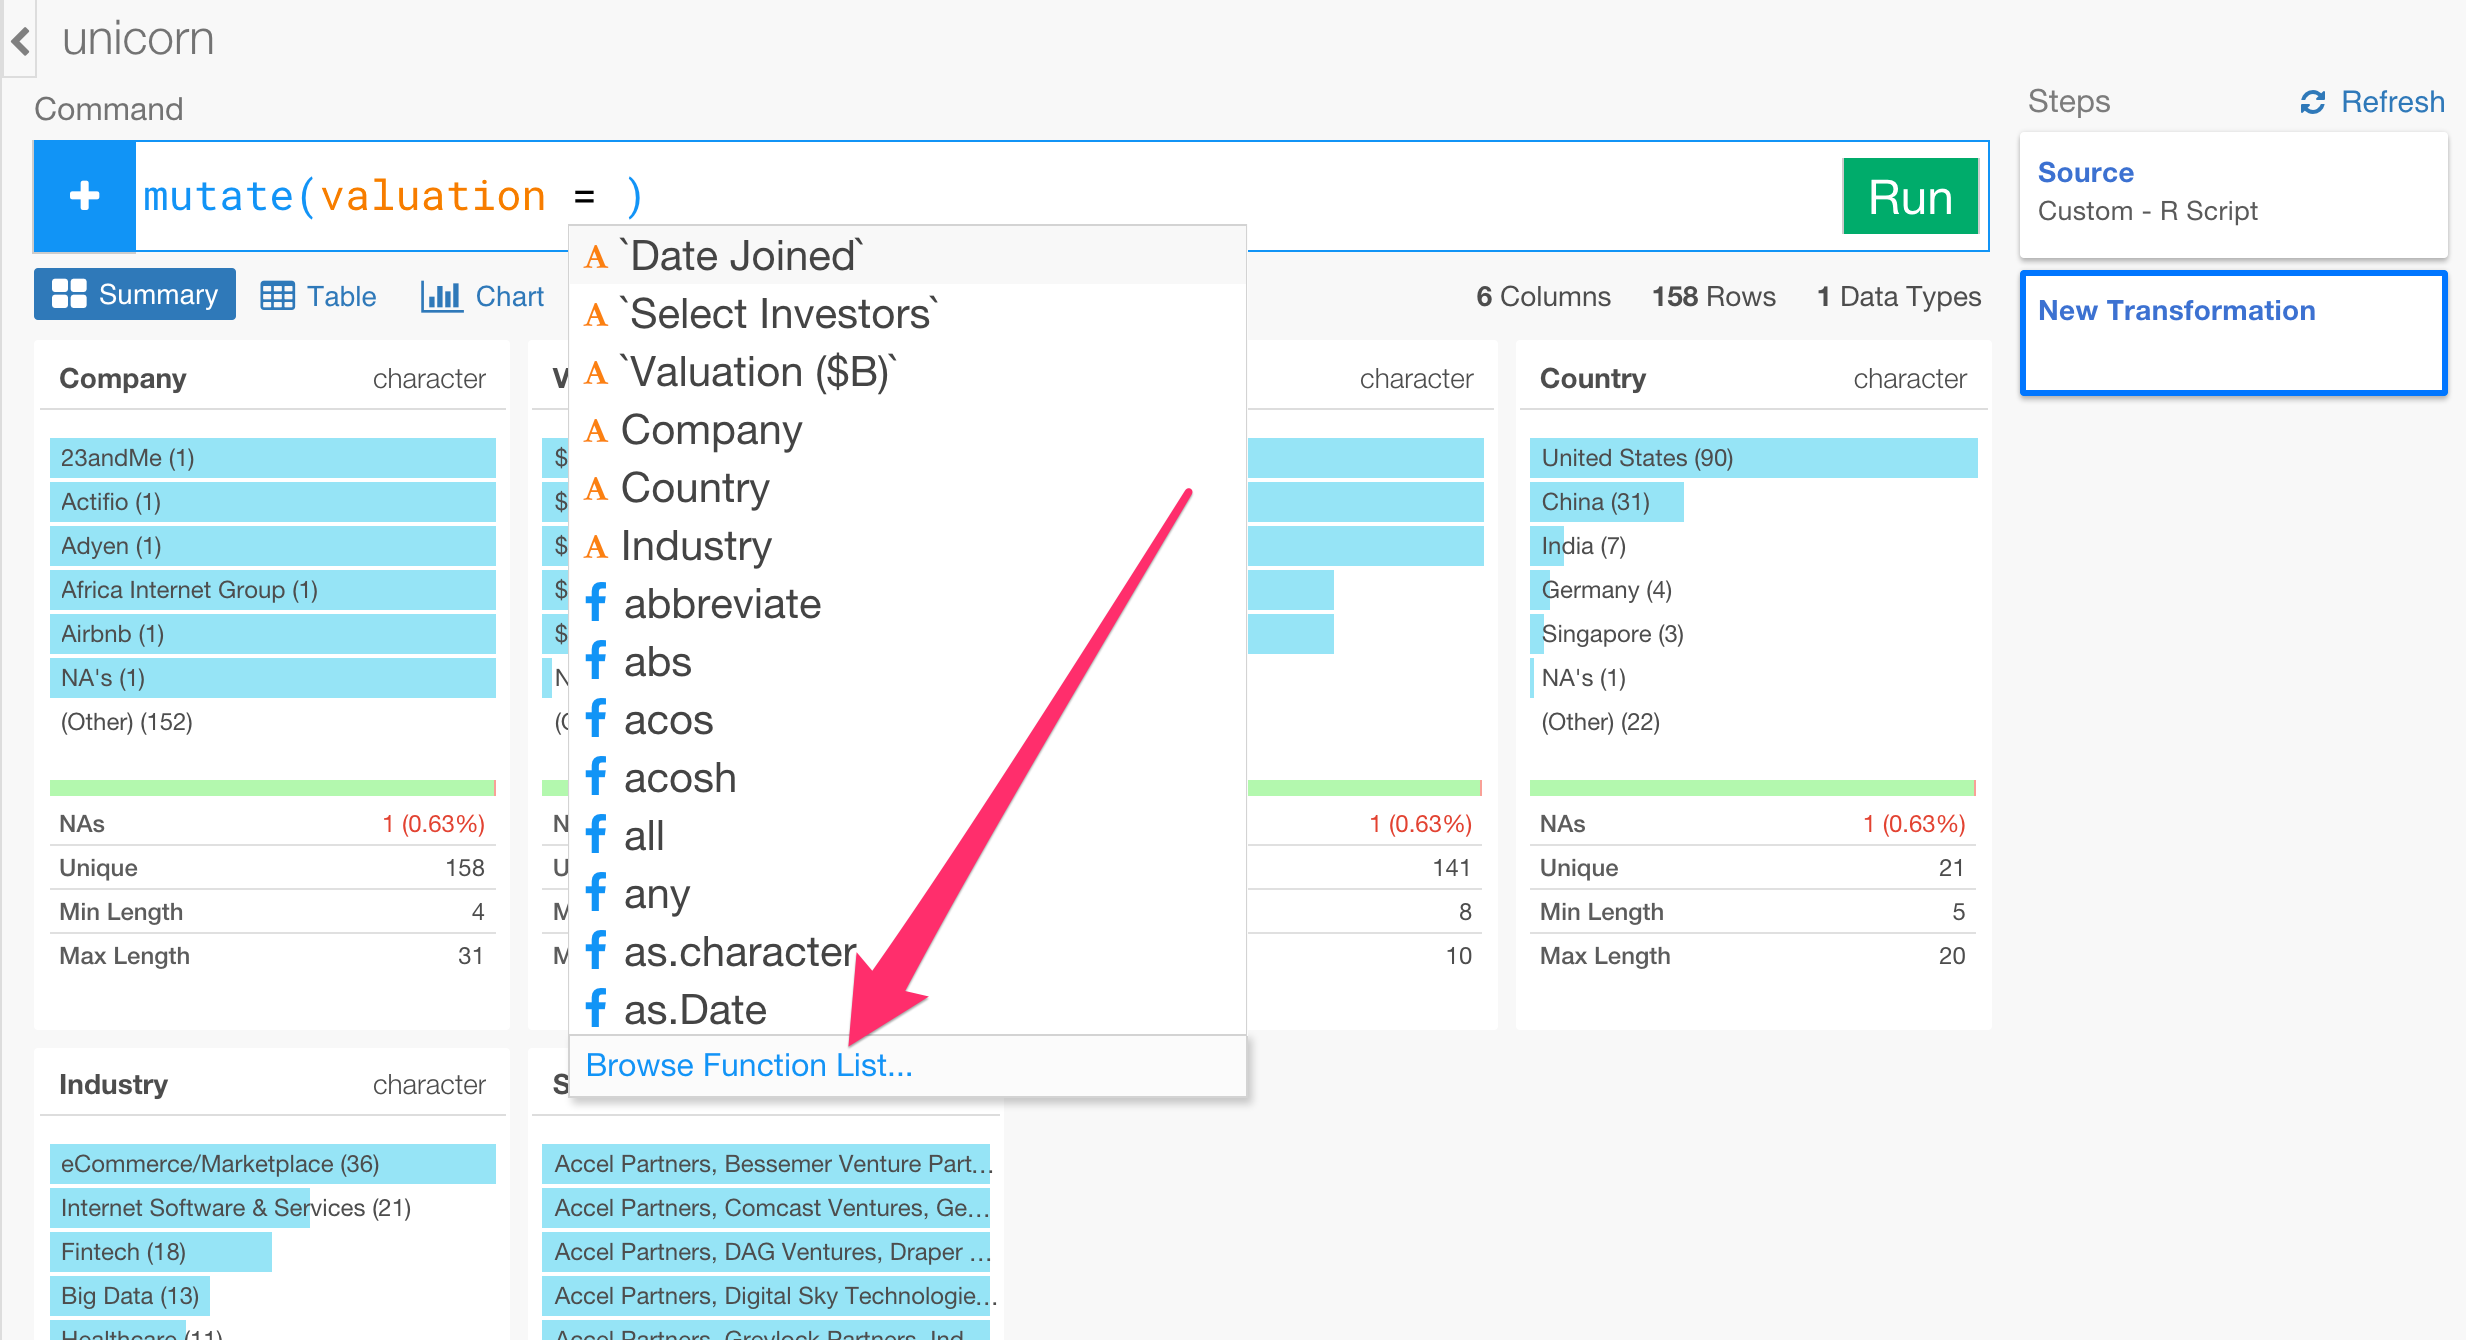 unicorn
Command
mutate(valuation = )
Run
Steps
Refresh
Source
Custom - R Script
New Transformation
Summary
Table
Chart
6 Columns
158 Rows
1 Data Types
`Date Joined`
`Select Investors`
`Valuation ($B)`
Company
Country
Industry
abbreviate
abs
acos
acosh
all
any
as.character
as.Date
Browse Function List...
Company character
23andMe (1)
Actifio (1)
Adyen (1)
Africa Internet Group (1)
Airbnb (1)
NA's (1)
(Other) (152)
NAs 1 (0.63%)
Unique 158
Min Length 4
Max Length 31
character
1 (0.63%)
141
8
10
Country character
United States (90)
China (31)
India (7)
Germany (4)
Singapore (3)
NA's (1)
(Other) (22)
NAs 1 (0.63%)
Unique 21
Min Length 5
Max Length 20
Industry character
eCommerce/Marketplace (36)
Internet Software & Services (21)
Fintech (18)
Big Data (13)
Healthcare (11)
Accel Partners, Bessemer Venture Part...
Accel Partners, Comcast Ventures, Ge...
Accel Partners, DAG Ventures, Draper ...
Accel Partners, Digital Sky Technologie...
Accel Partners, Greylock Partners, Ind